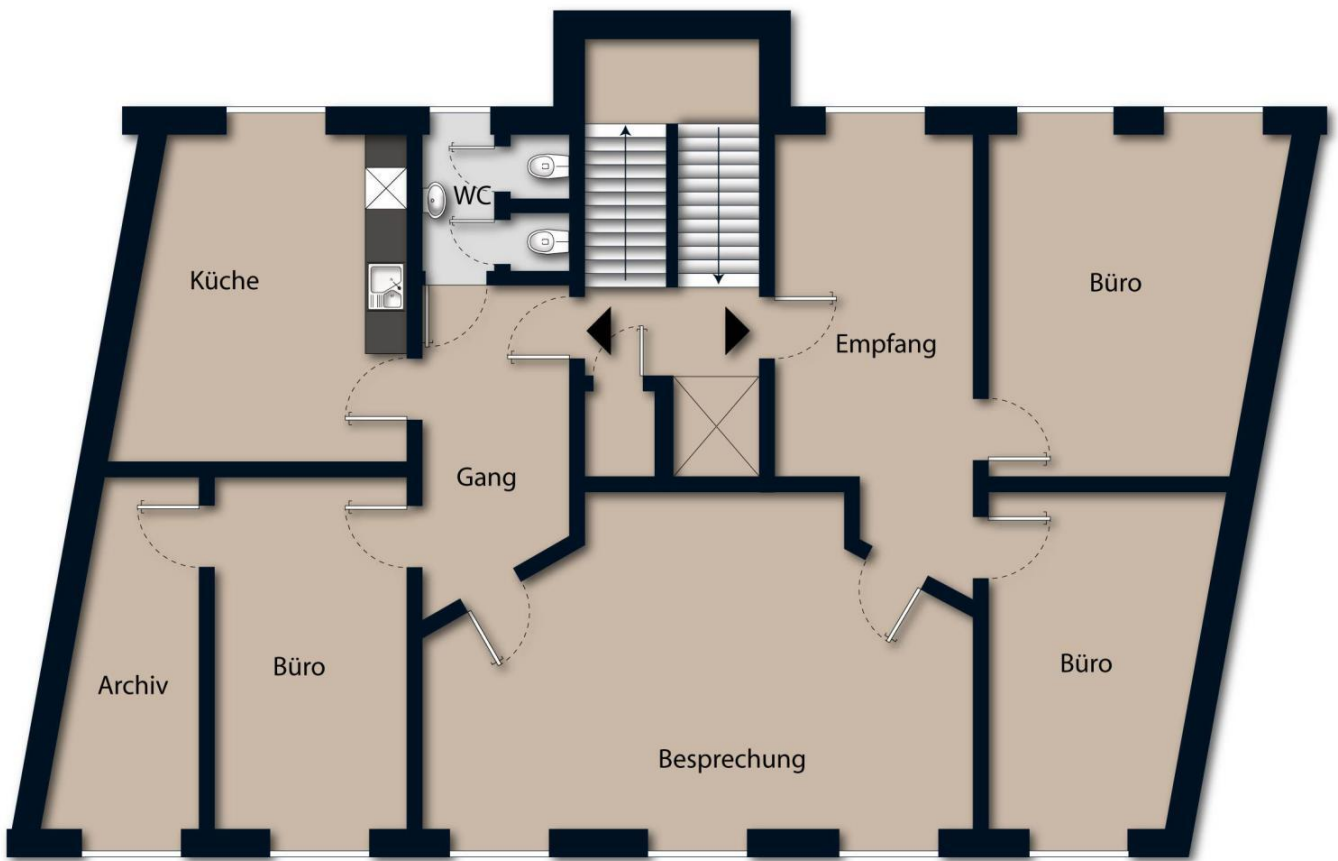 WC
Küche
Büro
Empfang
Gang
Büro
Büro
Archiv
Besprechung